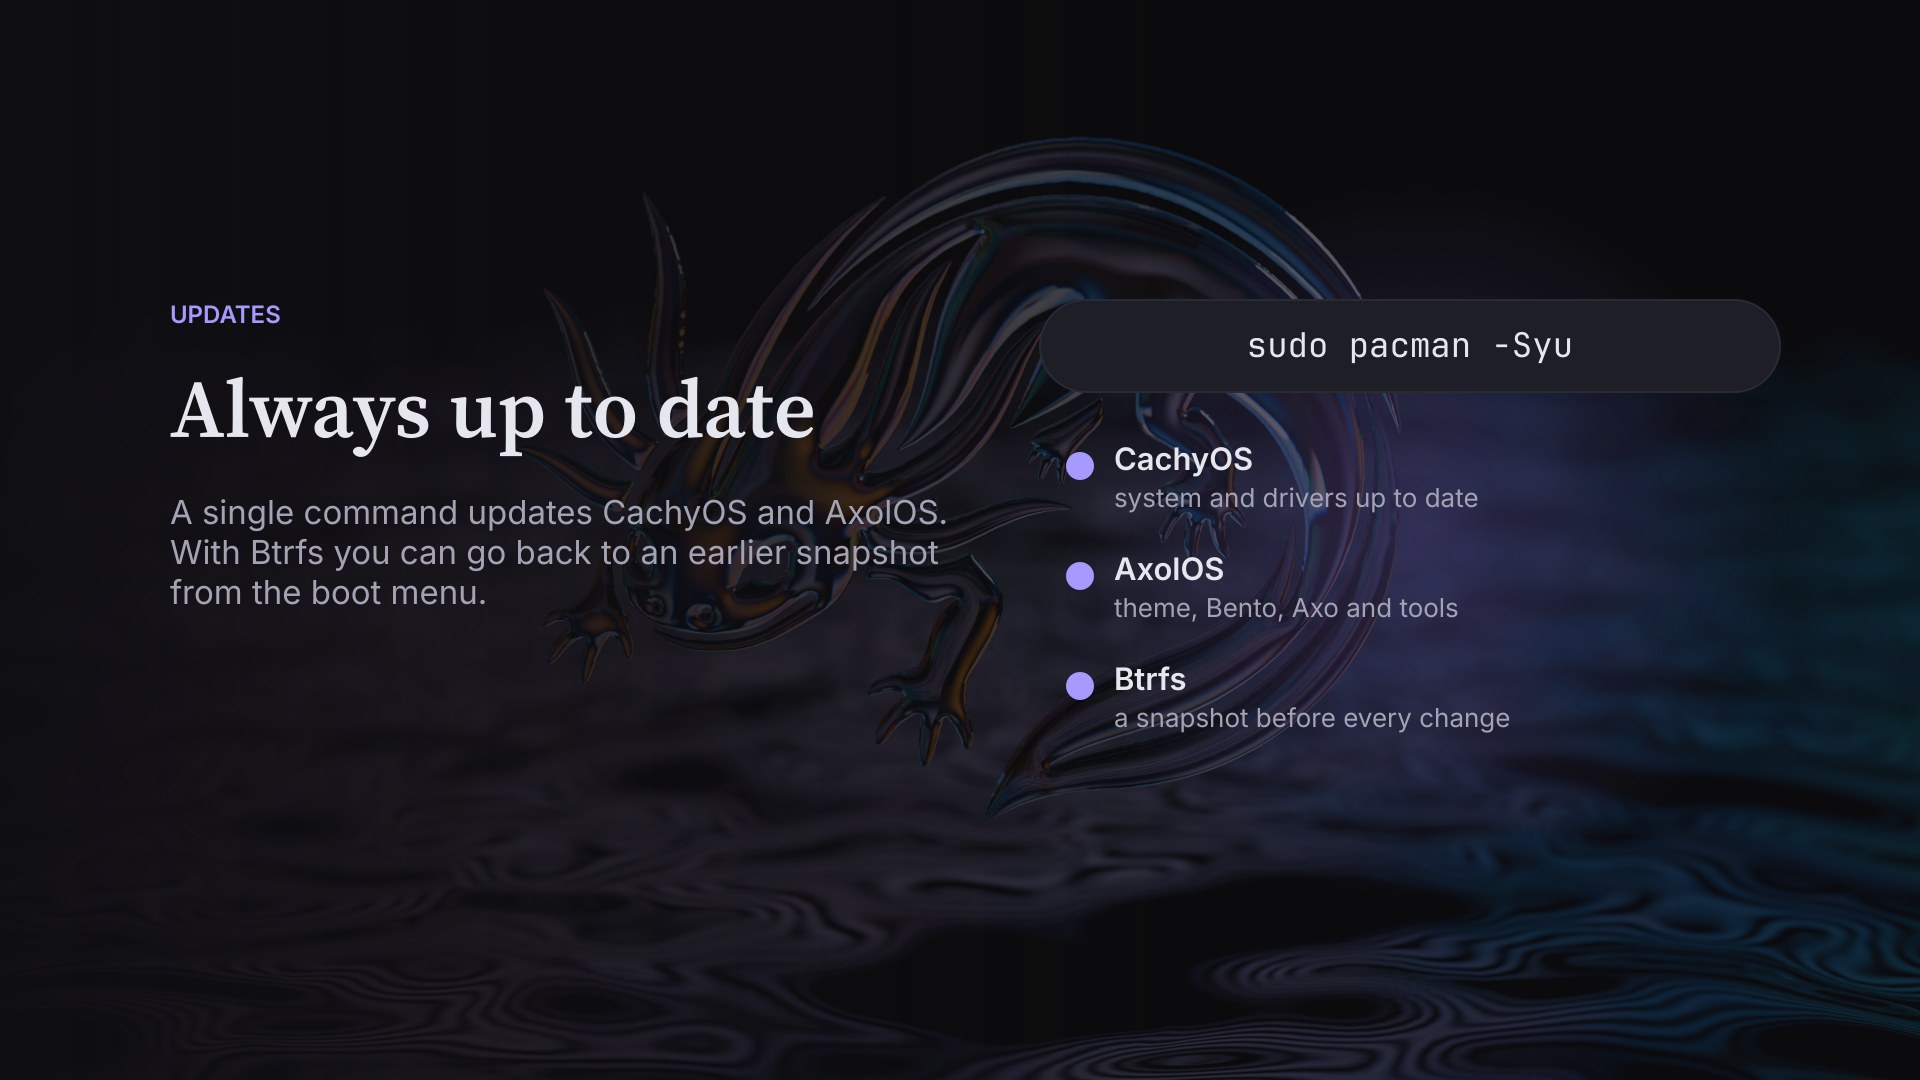 UPDATES
Always up to date
A single command updates CachyOS and AxolOS.
With Btrfs you can go back to an earlier snapshot
from the boot menu.
sudo pacman -Syu
CachyOS
system and drivers up to date
AxolOS
theme, Bento, Axo and tools
Btrfs
a snapshot before every change